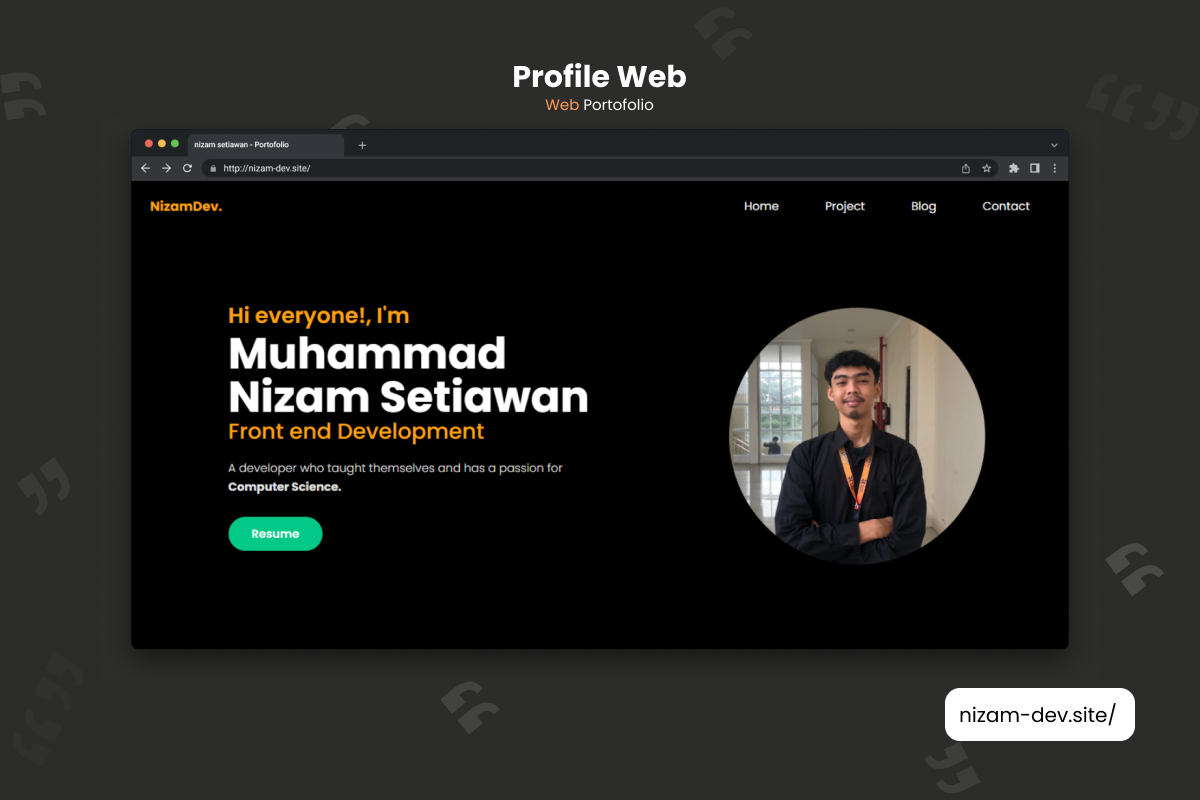 Profile Web
Web Portofolio
nizam setiawan - Portofolio
http://nizam-dev.site/
NizamDev.
Home
Project
Blog
Contact
Hi everyone!, I'm
Muhammad
Nizam Setiawan
Front end Development
A developer who taught themselves and has a passion for
Computer Science.
Resume
nizam-dev.site/